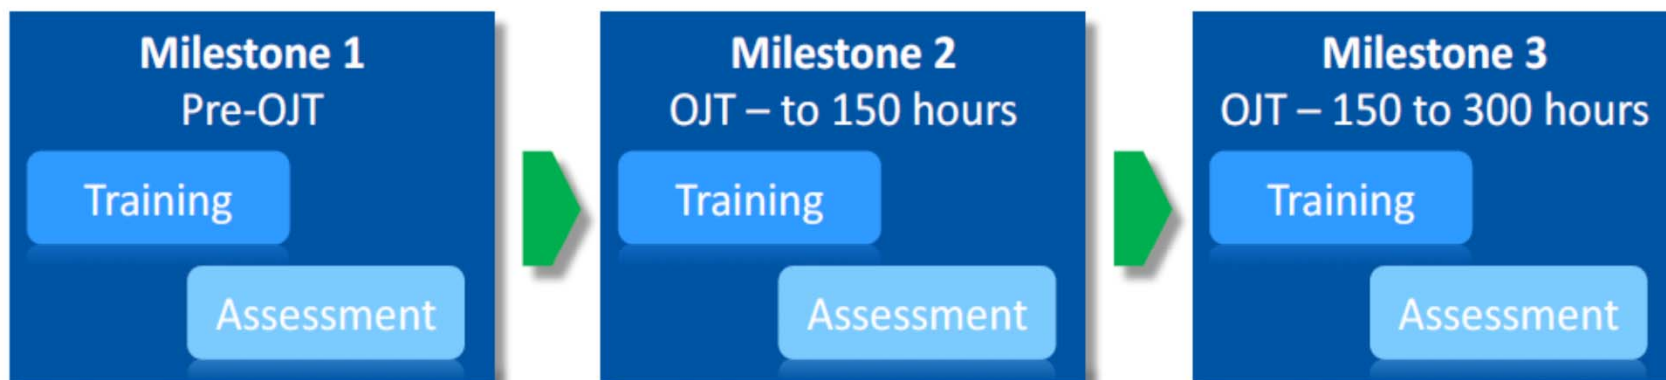 Milestone 1
Pre-OJT
Training
Assessment
Milestone 2
OJT – to 150 hours
Training
Assessment
Milestone 3
OJT – 150 to 300 hours
Training
Assessment